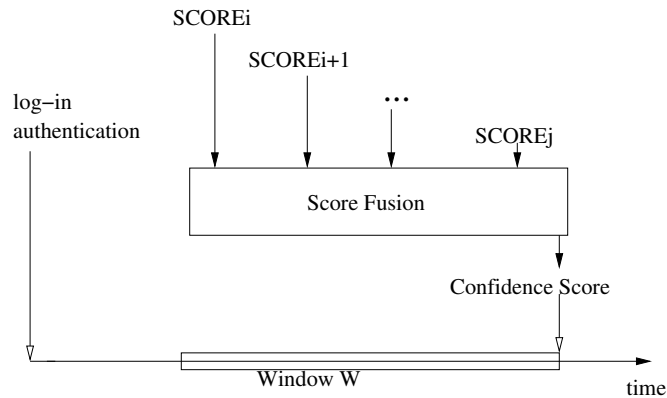 SCOREi
SCOREi+1
...
log-in
authentication
SCOREj
Score Fusion
Confidence Score
Window W
time